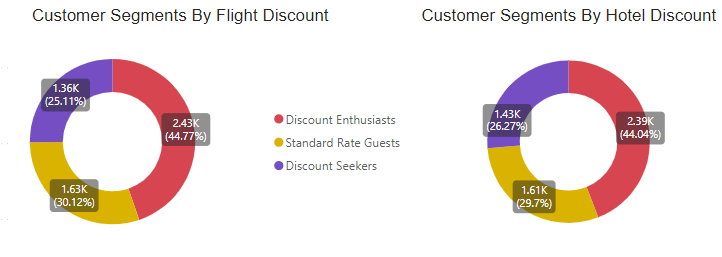 Customer Segments By Flight Discount
1.36K
(25.11%)
2.43K
(44.77%)
1.63K
(30.12%)
Discount Enthusiasts
Standard Rate Guests
Discount Seekers
Customer Segments By Hotel Discount
1.43K
(26.27%)
2.39K
(44.04%)
1.61K
(29.7%)